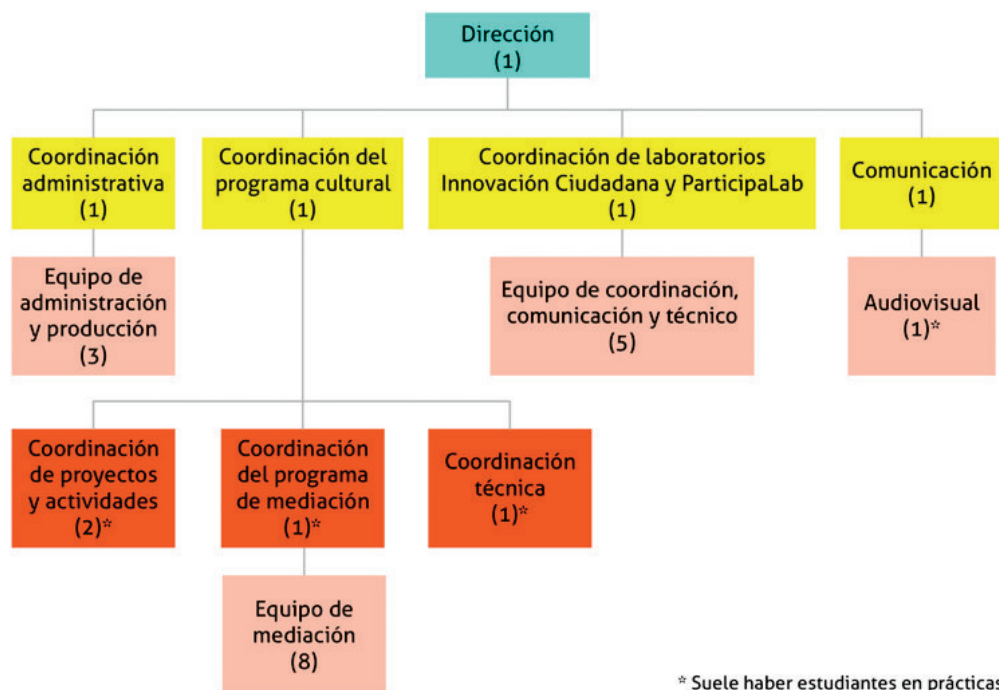 Dirección
(1)
Coordinación
administrativa
(1)
Coordinación del
programa cultural
(1)
Coordinación de laboratorios
Innovación Ciudadana y ParticipaLab
(1)
Comunicación
(1)
Equipo de
administración
y producción
(3)
Equipo de coordinación,
comunicación y técnico
(5)
Audiovisual
(1)*
Coordinación
de proyectos
y actividades
(2)*
Coordinación
del programa
de mediación
(1)*
Coordinación
técnica
(1)*
Equipo de
mediación
(8)
* Suele haber estudiantes en prácticas